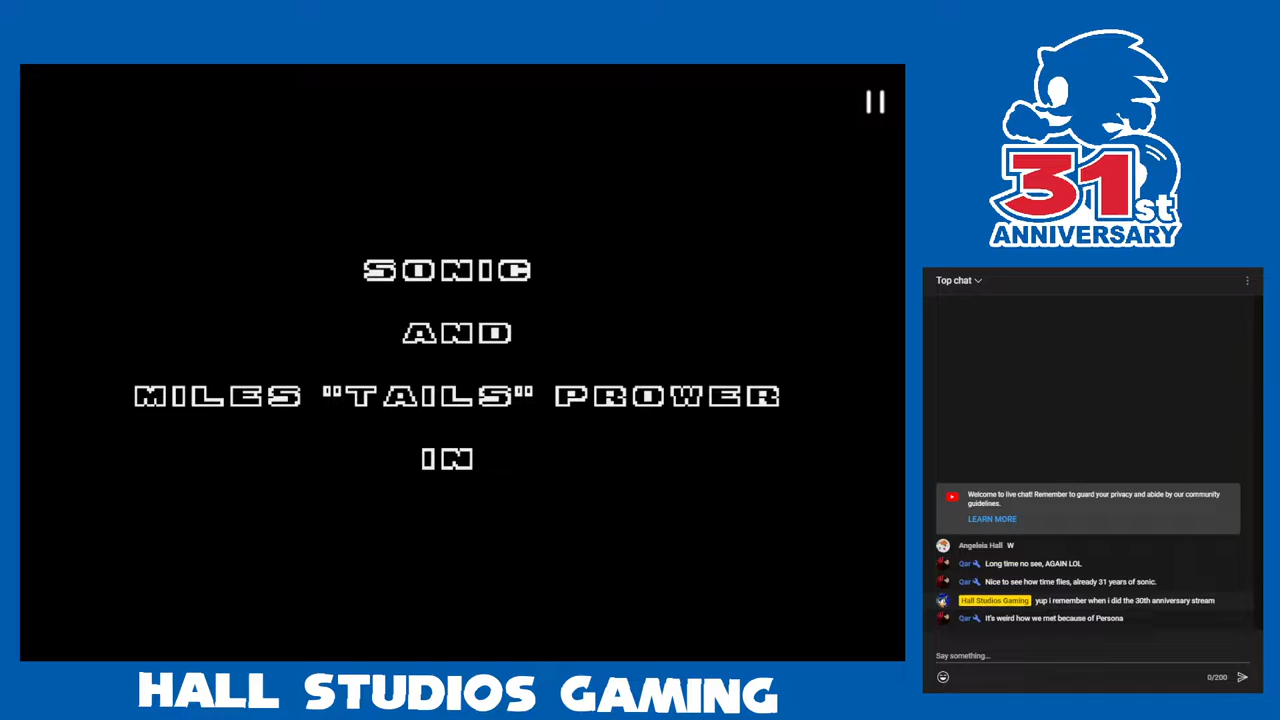 SONIC
AND
MILES "TAILS" PROWER
IN
31st
ANNIVERSARY
Top chat
Welcome to live chat! Remember to guard your privacy and abide by our community
guidelines.
LEARN MORE
Angeleia Hall W
Qar Long time no see, AGAIN LOL
Qar Nice to see how time flies, already 31 years of sonic.
Hall Studios Gaming yup i remember when i did the 30th anniversary stream
Qar It's weird how we met because of Persona
Say something...
0/200
HALL STUDIOS GAMING